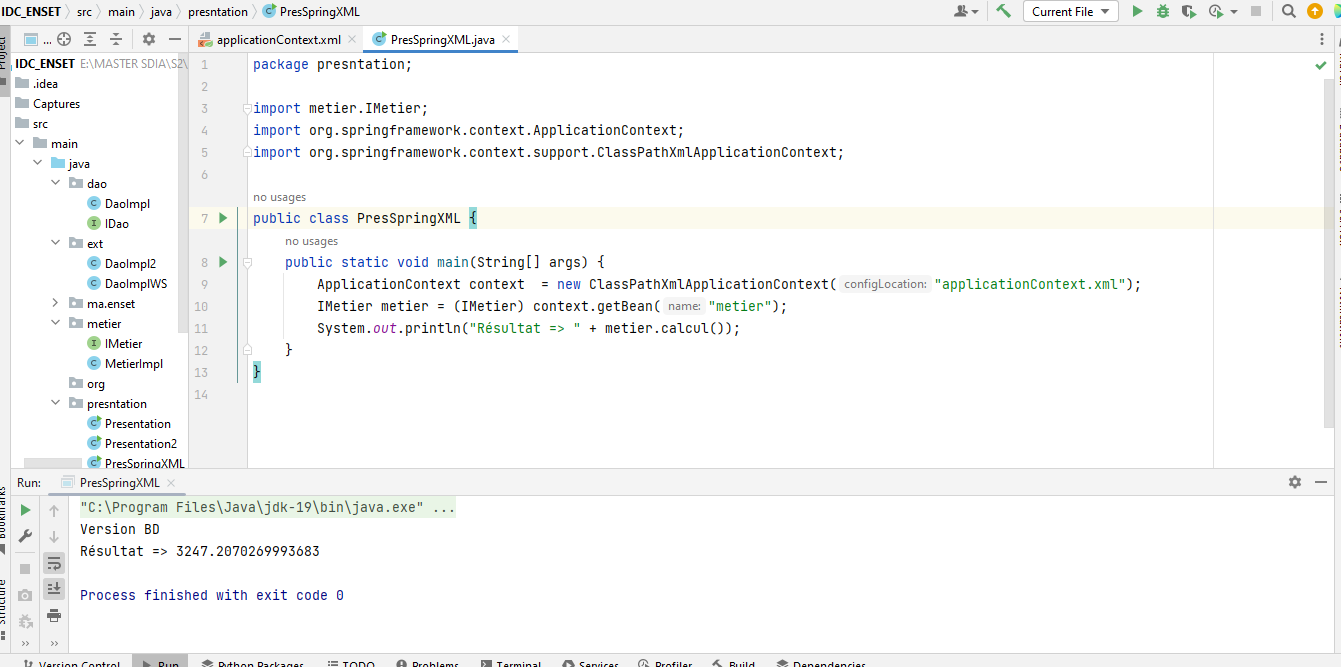 IDC_ENSET src main java presntation PresSpringXML
Current File
...
applicationContext.xml
PresSpringXML.java
Project
IDC_ENSET E:\MASTER SDIA\S2\
.idea
Captures
src
main
java
dao
DaoImpl
IDao
ext
DaoImpl2
DaoImplWS
ma.enset
metier
IMetier
MetierImpl
org
presntation
Presentation
Presentation2
PresSpringXML
1 package presntation;
2
3 import metier.IMetier;
4 import org.springframework.context.ApplicationContext;
5 import org.springframework.context.support.ClassPathXmlApplicationContext;
6
no usages
7 public class PresSpringXML {
no usages
8 public static void main(String[] args) {
9 ApplicationContext context  = new ClassPathXmlApplicationContext( configLocation: "applicationContext.xml");
10 IMetier metier = (IMetier) context.getBean( name: "metier");
11 System.out.println("Résultat => " + metier.calcul());
12 }
13 }
14
Run: PresSpringXML
"C:\Program Files\Java\jdk-19\bin\java.exe" ...
Version BD
Résultat => 3247.2070269993683
Process finished with exit code 0
Bookmarks
Structure
Version Control Run Python Packages TODO Problems Terminal Services Profiler Build Dependencies